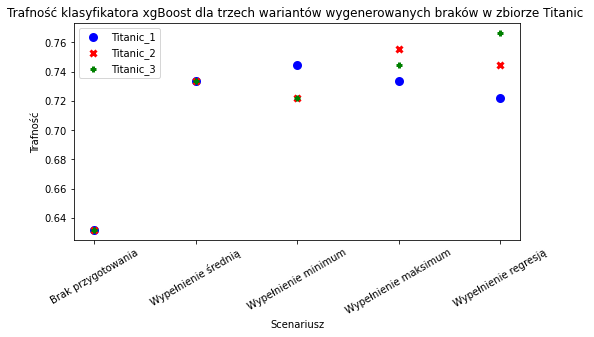 Trafność klasyfikatora xgBoost dla trzech wariantów wygenerowanych braków w zbiorze Titanic
Titanic_1
Titanic_2
Titanic_3
Trafność
0.76
0.74
0.72
0.70
0.68
0.66
0.64
Brak przygotowania
Wypełnienie średnią
Wypełnienie minimum
Wypełnienie maksimum
Wypełnienie regresją
Scenariusz